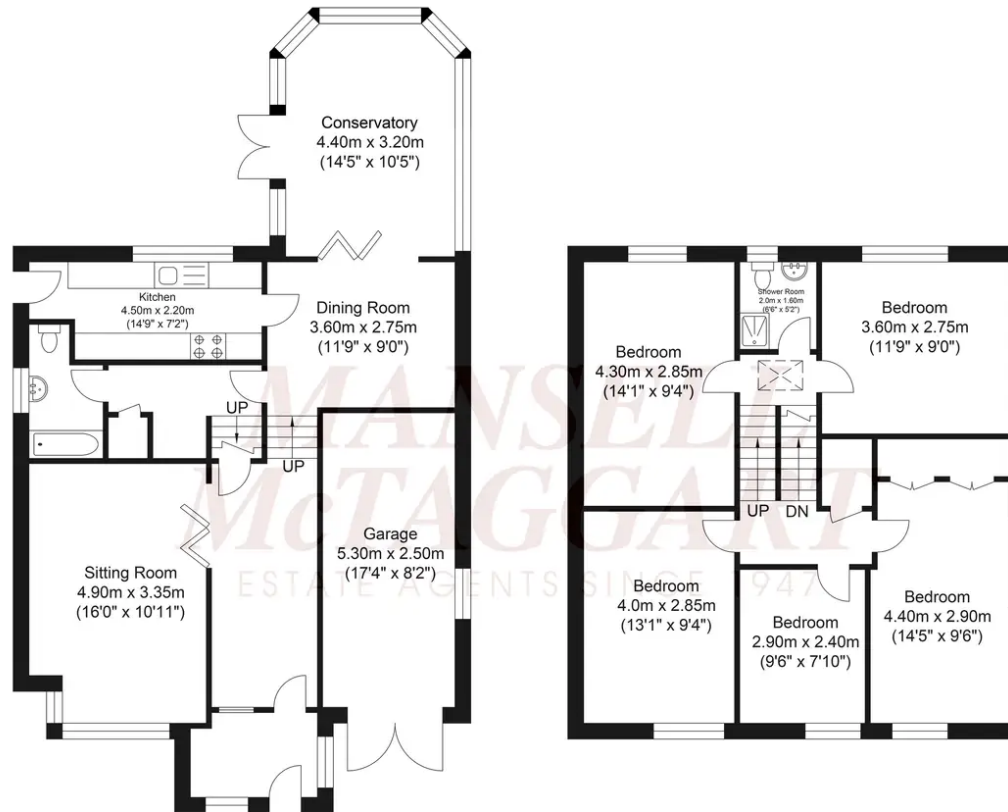 Conservatory
4.40m x 3.20m
(14'5" x 10'5")
Kitchen
4.50m x 2.20m
(14'9" x 7'2")
Dining Room
3.60m x 2.75m
(11'9" x 9'0")
UP
UP
Sitting Room
4.90m x 3.35m
(16'0" x 10'11")
Garage
5.30m x 2.50m
(17'4" x 8'2")
Shower Room
2.0m x 1.60m
(6'6" x 5'2")
Bedroom
4.30m x 2.85m
(14'1" x 9'4")
Bedroom
3.60m x 2.75m
(11'9" x 9'0")
UP
DN
Bedroom
4.0m x 2.85m
(13'1" x 9'4")
Bedroom
2.90m x 2.40m
(9'6" x 7'10")
Bedroom
4.40m x 2.90m
(14'5" x 9'6")
MANSELL
McTAGGART
ESTATE AGENTS SINCE 1947